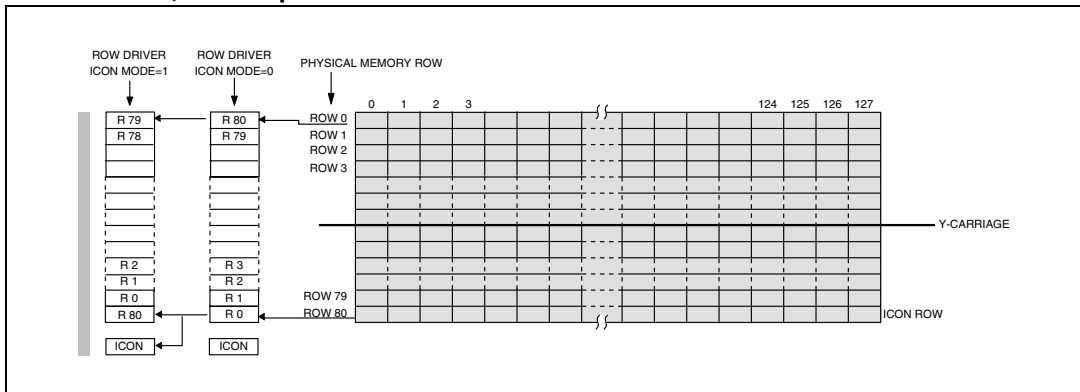 ROW DRIVER ROW DRIVER
ICON MODE=1 ICON MODE=0 PHYSICAL MEMORY ROW
0 1 2 3 124 125 126 127
R 79 R 80 ROW 0
R 78 R 79 ROW 1
ROW 2
ROW 3
Y-CARRIAGE
R 2 R 3
R 1 R 2
R 0 R 1 ROW 79
R 80 R 0 ROW 80 ICON ROW
ICON ICON